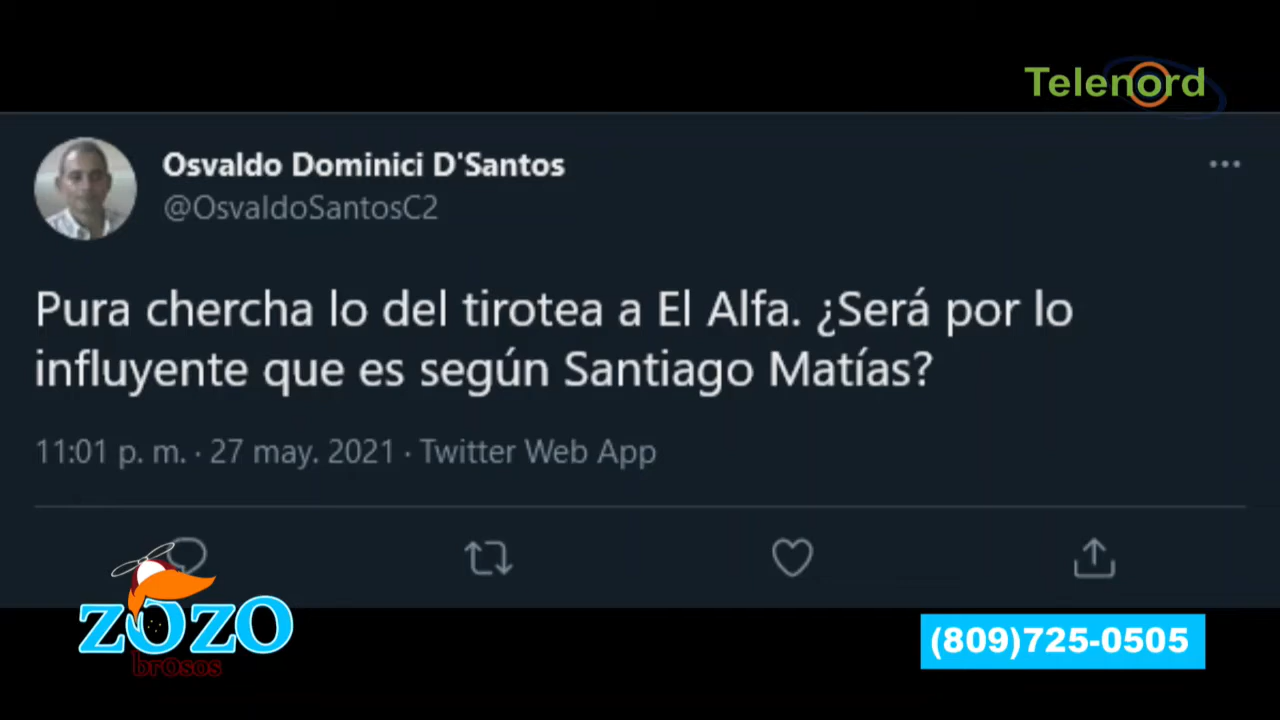 Telenord
Osvaldo Dominici D'Santos
@OsvaldoSantosC2
Pura chercha lo del tirotea a El Alfa. ¿Será por lo
influyente que es según Santiago Matías?
11:01 p. m. · 27 may. 2021 · Twitter Web App
zozo
brOsos
(809)725-0505